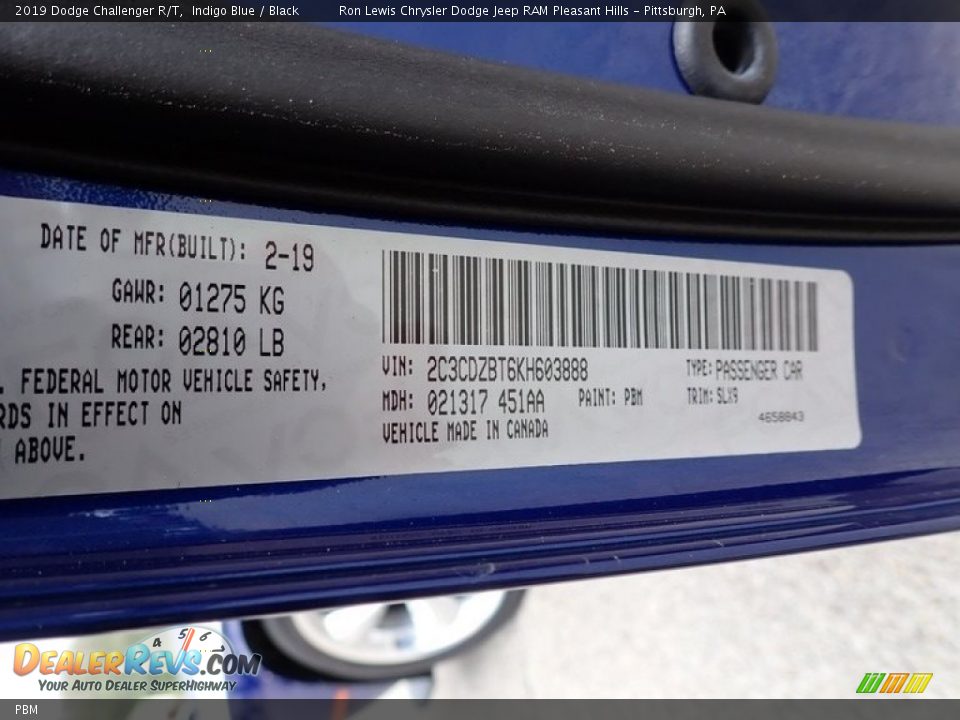 2019 Dodge Challenger R/T, Indigo Blue / Black Ron Lewis Chrysler Dodge Jeep RAM Pleasant Hills - Pittsburgh, PA
DATE OF MFR(BUILT): 2-19
GAWR: 01275 KG
REAR: 02810 LB
. FEDERAL MOTOR VEHICLE SAFETY,
RDS IN EFFECT ON
ABOVE.
VIN: 2C3CDZBT6KH603888 TYPE: PASSENGER CAR
MDH: 021317 451AA PAINT: PBM TRIM: SLX9
VEHICLE MADE IN CANADA
4658843
4 5 6
DEALERREVS.COM
YOUR AUTO DEALER SUPERHIGHWAY
PBM